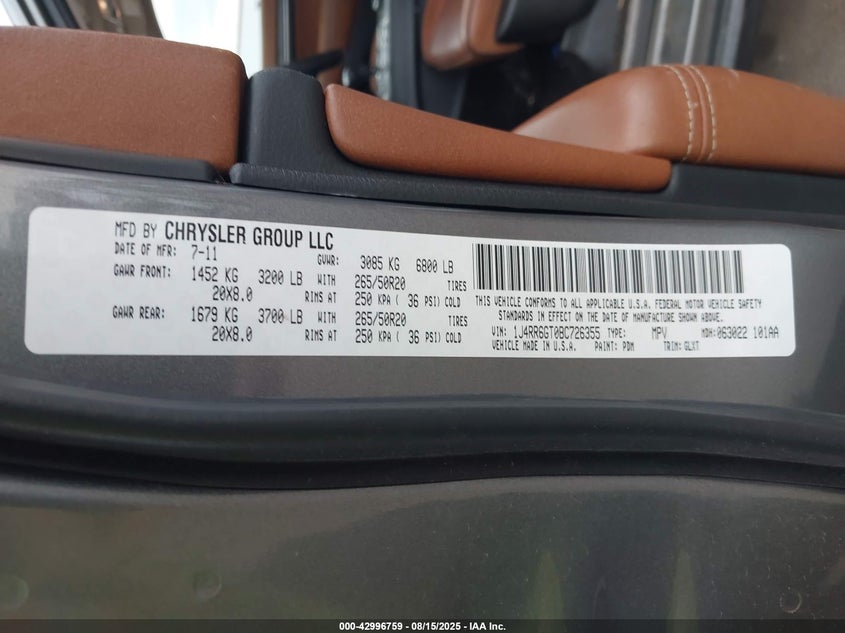 MFD BY CHRYSLER GROUP LLC
DATE OF MFR: 7-11 GVWR: 3085 KG 6800 LB
GAWR FRONT: 1452 KG 3200 LB WITH 265/50R20 TIRES
20X8.0 RIMS AT 250 KPA ( 36 PSI) COLD
GAWR REAR: 1679 KG 3700 LB WITH 265/50R20 TIRES
20X8.0 RIMS AT 250 KPA ( 36 PSI) COLD
THIS VEHICLE CONFORMS TO ALL APPLICABLE U.S.A. FEDERAL MOTOR VEHICLE SAFETY
STANDARDS IN EFFECT ON THE DATE OF MANUFACTURE SHOWN ABOVE.
VIN: 1J4RR6GT0BC726355 TYPE: MPV MDH: 063022 101AA
VEHICLE MADE IN U.S.A. PAINT: PDM TRIM: GLXT
000-42996759 - 08/15/2025 - IAA Inc.